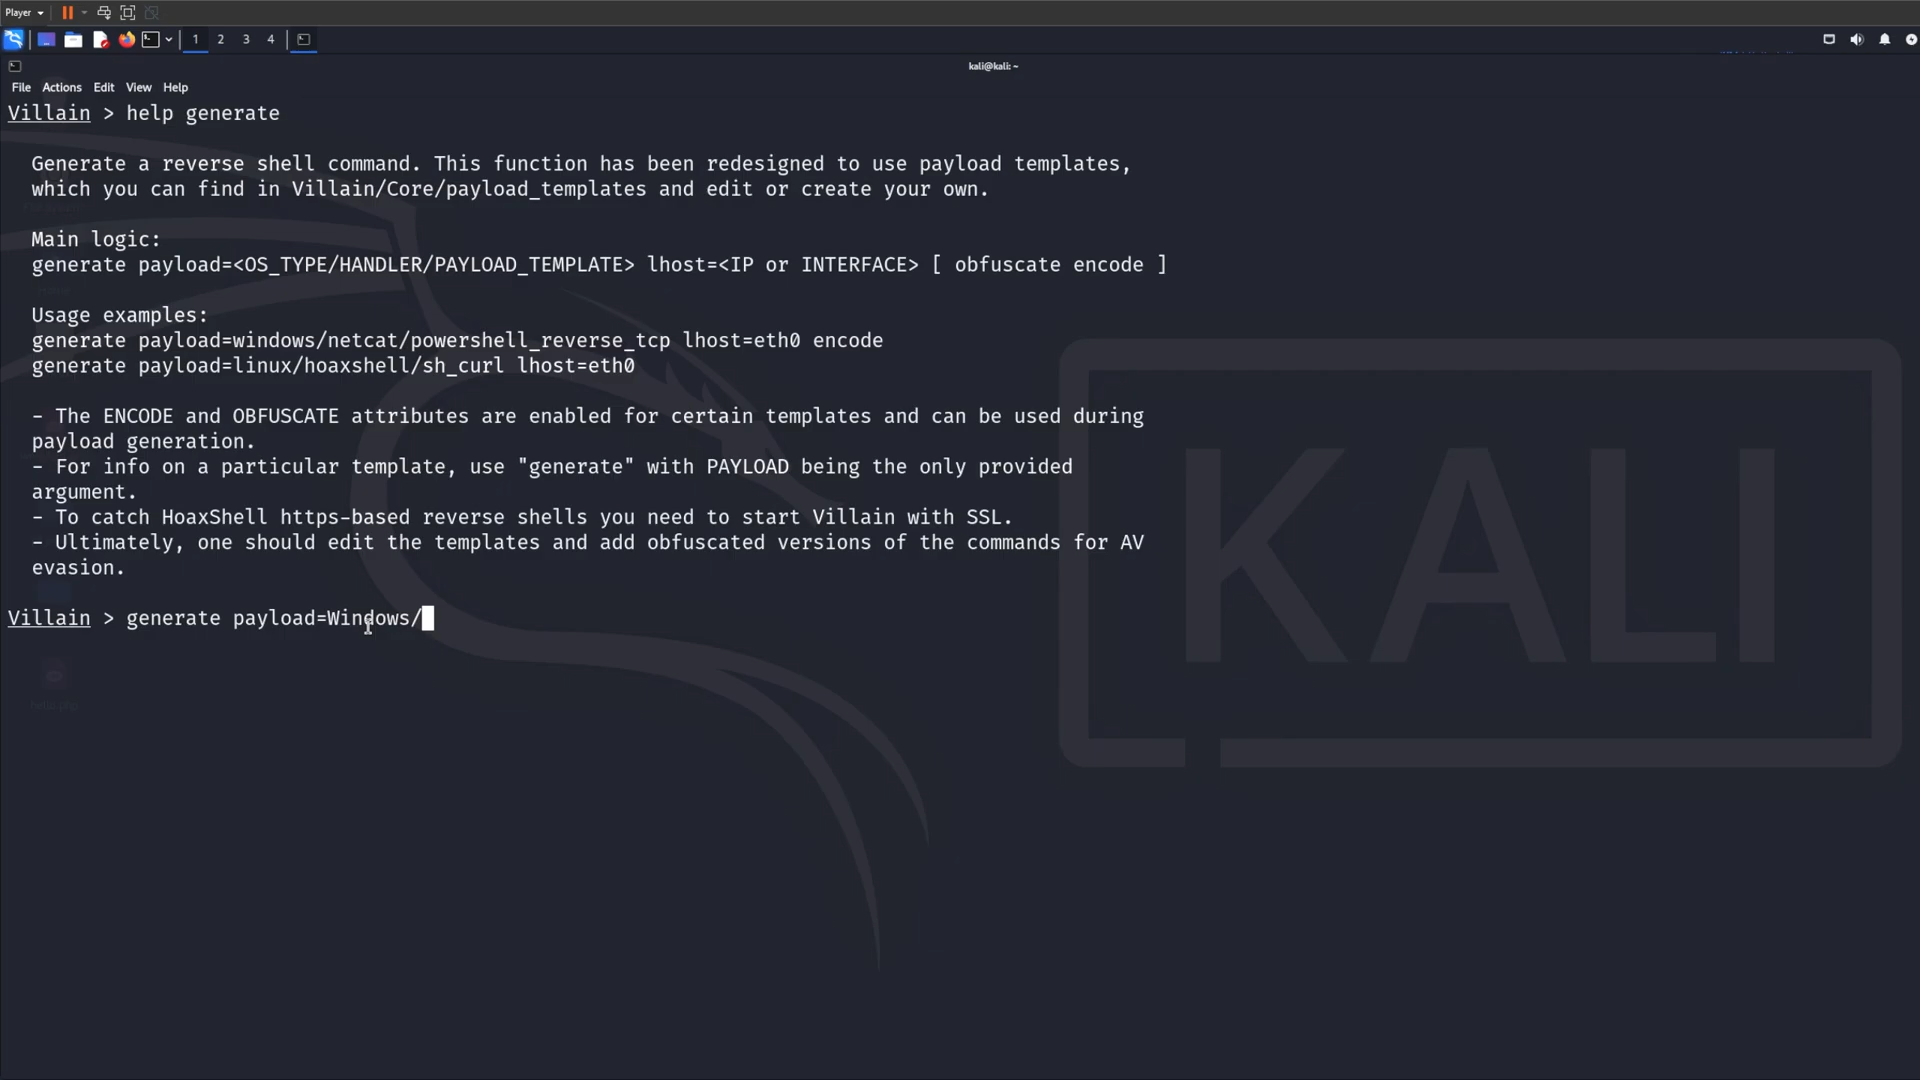 Player
1 2 3 4
kali@kali: ~
File Actions Edit View Help
Villain > help generate
Generate a reverse shell command. This function has been redesigned to use payload templates,
which you can find in Villain/Core/payload_templates and edit or create your own.
Main logic:
generate payload=<OS_TYPE/HANDLER/PAYLOAD_TEMPLATE> lhost=<IP or INTERFACE> [ obfuscate encode ]
Usage examples:
generate payload=windows/netcat/powershell_reverse_tcp lhost=eth0 encode
generate payload=linux/hoaxshell/sh_curl lhost=eth0
- The ENCODE and OBFUSCATE attributes are enabled for certain templates and can be used during
payload generation.
- For info on a particular template, use "generate" with PAYLOAD being the only provided
argument.
- To catch HoaxShell https-based reverse shells you need to start Villain with SSL.
- Ultimately, one should edit the templates and add obfuscated versions of the commands for AV
evasion.
Villain > generate payload=Windows/
KALI